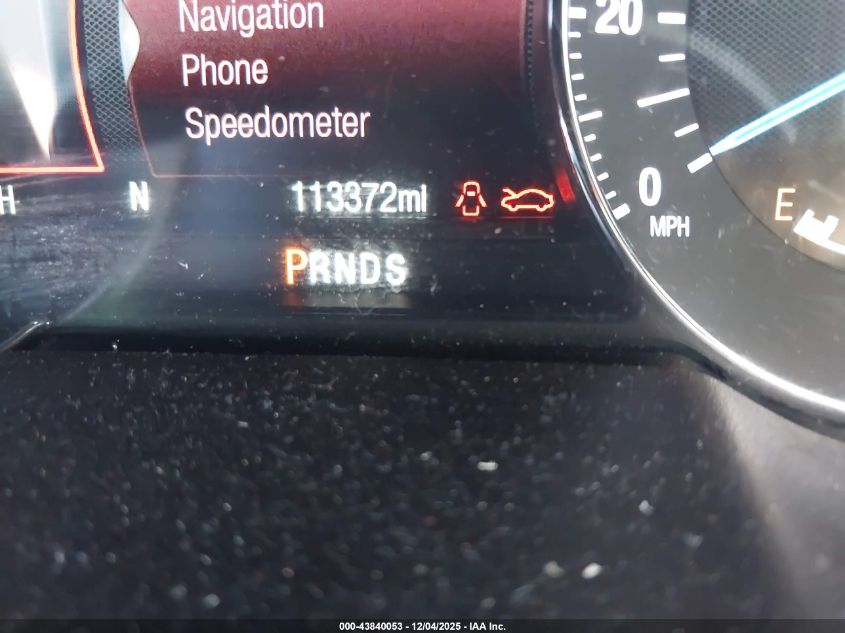 Navigation
Phone
Speedometer
20
0
MPH
E
H
N
113372mi
PRNDS
000-43840053 - 12/04/2025 - IAA Inc.